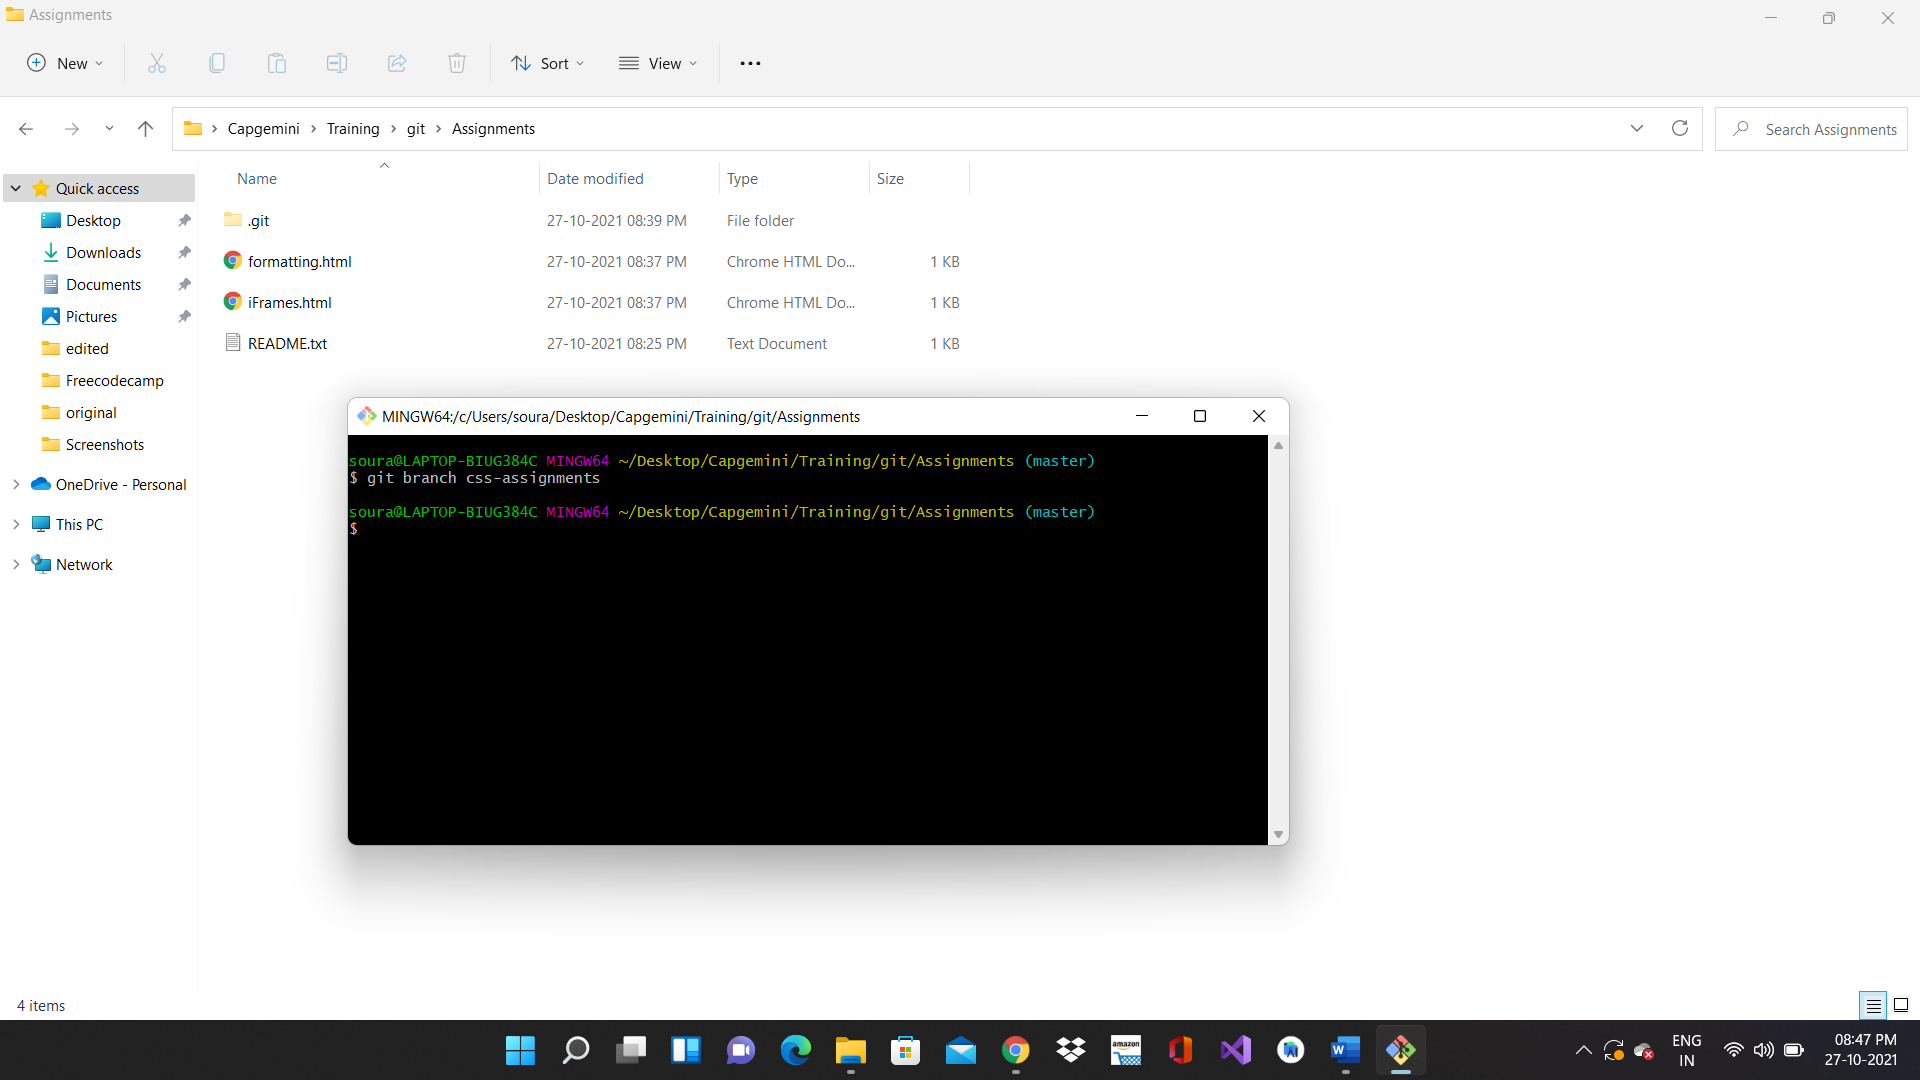 Assignments
New
Sort
View
Capgemini
Training
git
Assignments
Search Assignments
Name
Date modified
Type
Size
Quick access
Desktop
Downloads
Documents
Pictures
edited
Freecodecamp
original
Screenshots
OneDrive - Personal
This PC
Network
.git 27-10-2021 08:39 PM File folder
formatting.html 27-10-2021 08:37 PM Chrome HTML Do... 1 KB
iFrames.html 27-10-2021 08:37 PM Chrome HTML Do... 1 KB
README.txt 27-10-2021 08:25 PM Text Document 1 KB
MINGW64:/c/Users/soura/Desktop/Capgemini/Training/git/Assignments
soura@LAPTOP-BIUG384C MINGW64 ~/Desktop/Capgemini/Training/git/Assignments (master)
$ git branch css-assignments
soura@LAPTOP-BIUG384C MINGW64 ~/Desktop/Capgemini/Training/git/Assignments (master)
$
4 items
amazon
W
ENG
IN
08:47 PM
27-10-2021